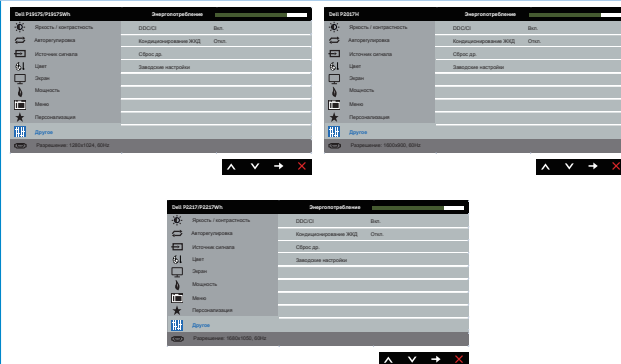 Dell P1917S/P1917SWh Энергопотребление
Яркость / контрастность DDC/CI Вкл.
Авторегулировка Кондиционирование ЖКД Откл.
Источник сигнала Сброс др.
Цвет Заводские настройки
Экран
Мощность
Меню
Персонализация
Другое
Разрешение: 1280x1024, 60Hz
Dell P2017H Энергопотребление
Яркость / контрастность DDC/CI Вкл.
Авторегулировка Кондиционирование ЖКД Откл.
Источник сигнала Сброс др.
Цвет Заводские настройки
Экран
Мощность
Меню
Персонализация
Другое
Разрешение: 1600x900, 60Hz
Dell P2217/P2217Wh Энергопотребление
Яркость / контрастность DDC/CI Вкл.
Авторегулировка Кондиционирование ЖКД Откл.
Источник сигнала Сброс др.
Цвет Заводские настройки
Экран
Мощность
Меню
Персонализация
Другое
Разрешение: 1680x1050, 60Hz